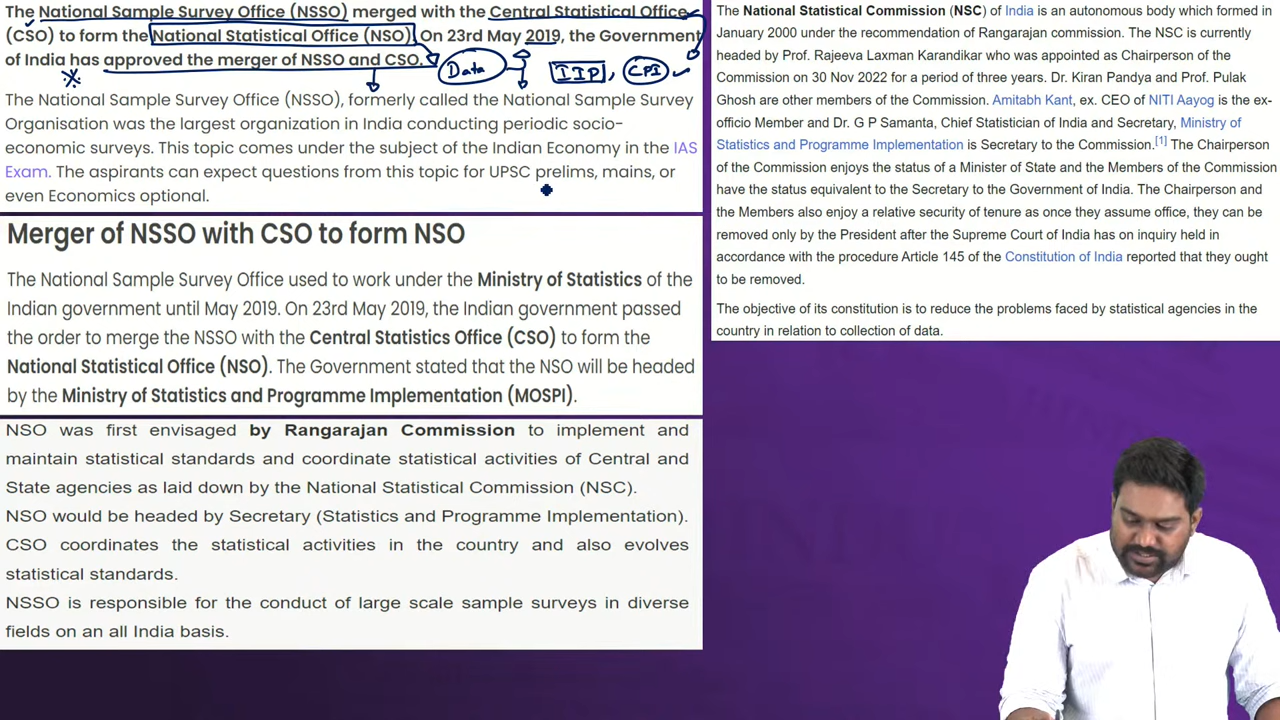 The National Sample Survey Office (NSSO) merged with the Central Statistical Office
(CSO) to form the National Statistical Office (NSO). On 23rd May 2019, the Government
of India has approved the merger of NSSO and CSO.
Data
IIP, CPI
The National Sample Survey Office (NSSO), formerly called the National Sample Survey
Organisation was the largest organization in India conducting periodic socio-
economic surveys. This topic comes under the subject of the Indian Economy in the IAS
Exam. The aspirants can expect questions from this topic for UPSC prelims, mains, or
even Economics optional.
Merger of NSSO with CSO to form NSO
The National Sample Survey Office used to work under the Ministry of Statistics of the
Indian government until May 2019. On 23rd May 2019, the Indian government passed
the order to merge the NSSO with the Central Statistics Office (CSO) to form the
National Statistical Office (NSO). The Government stated that the NSO will be headed
by the Ministry of Statistics and Programme Implementation (MOSPI).
NSO was first envisaged by Rangarajan Commission to implement and
maintain statistical standards and coordinate statistical activities of Central and
State agencies as laid down by the National Statistical Commission (NSC).
NSO would be headed by Secretary (Statistics and Programme Implementation).
CSO coordinates the statistical activities in the country and also evolves
statistical standards.
NSSO is responsible for the conduct of large scale sample surveys in diverse
fields on an all India basis.
The National Statistical Commission (NSC) of India is an autonomous body which formed in
January 2000 under the recommendation of Rangarajan commission. The NSC is currently
headed by Prof. Rajeeva Laxman Karandikar who was appointed as Chairperson of the
Commission on 30 Nov 2022 for a period of three years. Dr. Kiran Pandya and Prof. Pulak
Ghosh are other members of the Commission. Amitabh Kant, ex. CEO of NITI Aayog is the ex-
officio Member and Dr. G P Samanta, Chief Statistician of India and Secretary, Ministry of
Statistics and Programme Implementation is Secretary to the Commission.[1] The Chairperson
of the Commission enjoys the status of a Minister of State and the Members of the Commission
have the status equivalent to the Secretary to the Government of India. The Chairperson and
the Members also enjoy a relative security of tenure as once they assume office, they can be
removed only by the President after the Supreme Court of India has on inquiry held in
accordance with the procedure Article 145 of the Constitution of India reported that they ought
to be removed.
The objective of its constitution is to reduce the problems faced by statistical agencies in the
country in relation to collection of data.